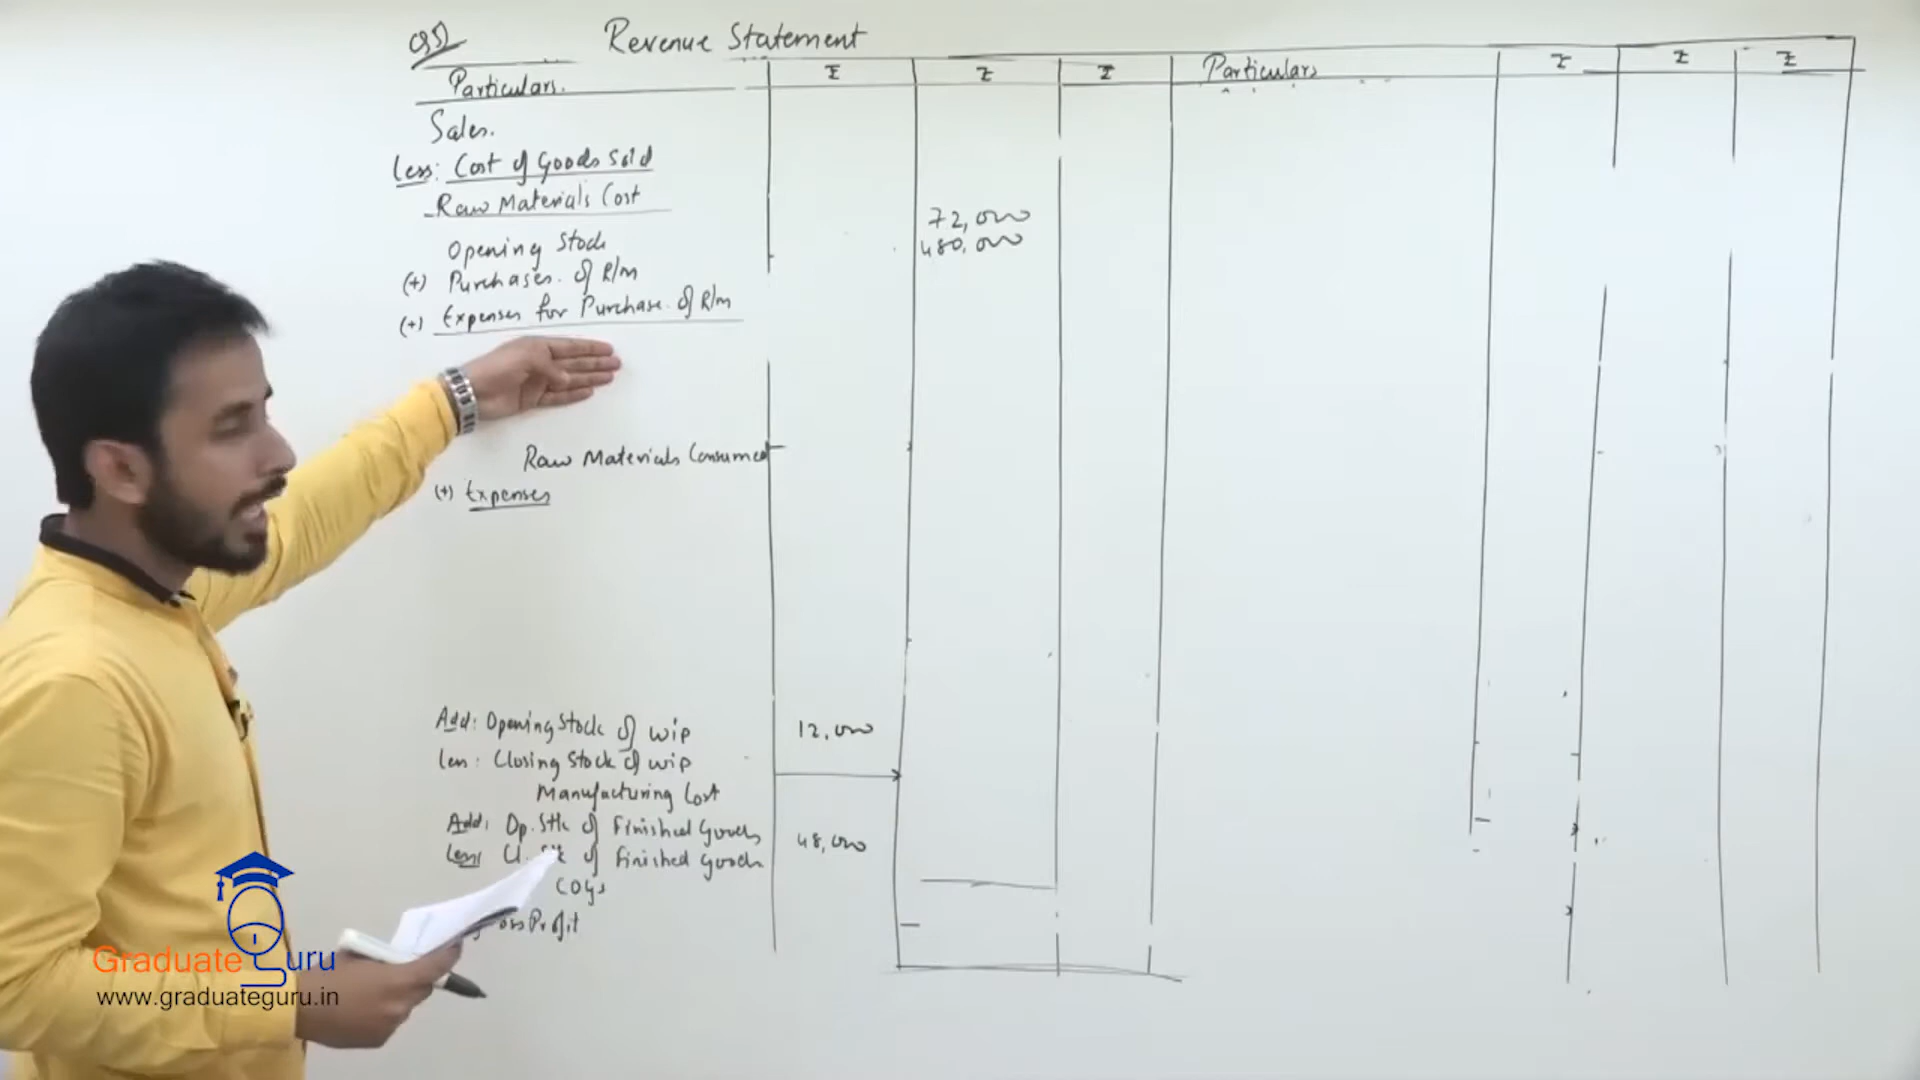 Q5)
Revenue Statement
Particulars. ₹ ₹ ₹ Particulars ₹ ₹ ₹
Sales.
Less: Cost of Goods Sold
Raw Materials Cost
72,000
Opening Stock 480,000
(+) Purchases. of R/m
(+) Expenses for Purchase. of R/m
Raw Materials Consumed
(+) Expenses
Add: Opening Stock of WIP 12,000
Less: Closing Stock of WIP
Manufacturing Cost
Add: Op. Stk of Finished Goods 48,000
Less: Cl. Stk of Finished Goods
COGS
Profit
GraduateGuru
www.graduateguru.in